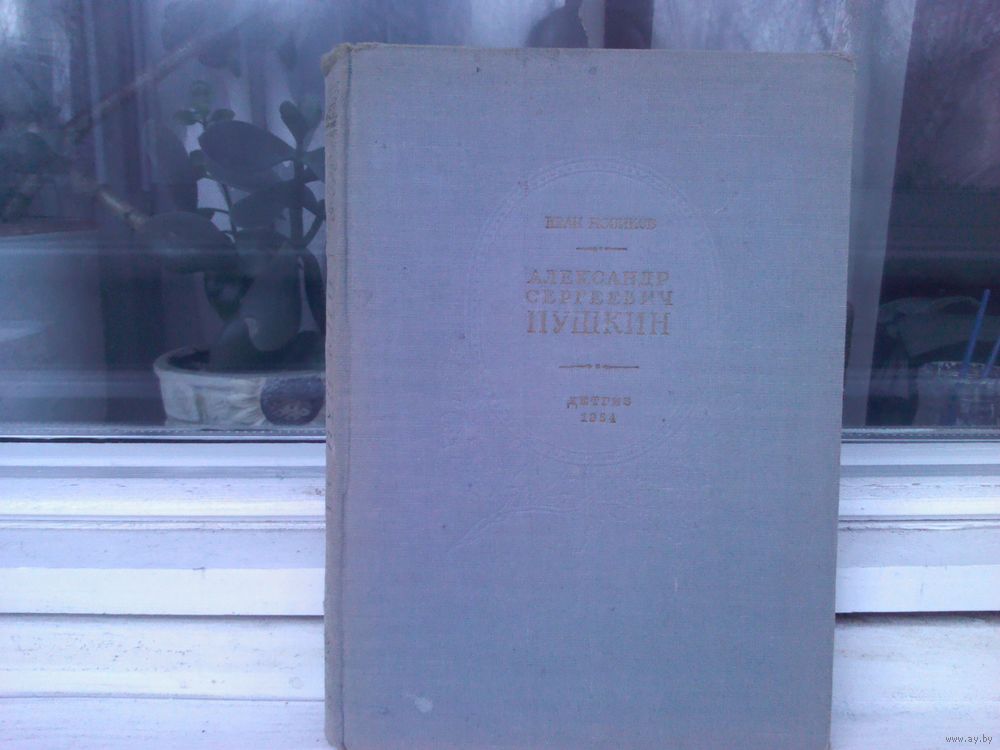 ИВАН НОВИКОВ
АЛЕКСАНДР
СЕРГЕЕВИЧ
ПУШКИН
ДЕТГИЗ
1954
www.ay.by